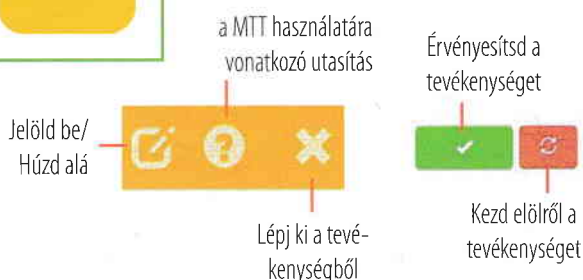 a MTT használatára
vonatkozó utasítás
Érvényesítsd a
tevékenységet
Jelöld be/
Húzd alá
Lépj ki a tevé-
kenységből
Kezd elölről a
tevékenységet